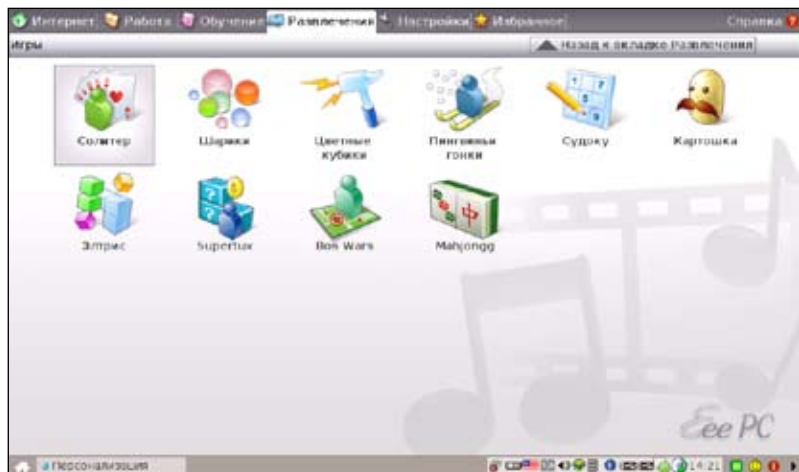 Интернет Работа Обучение Развлечения Настройки Избранное Справка
Игры Назад к вкладке Развлечения
Солитер Шарики Цветные кубики Пингвиньи гонки Судоку Картошка
Элтрис Supertux Bos Wars Mahjongg
Eee PC
Персонализация 14:21